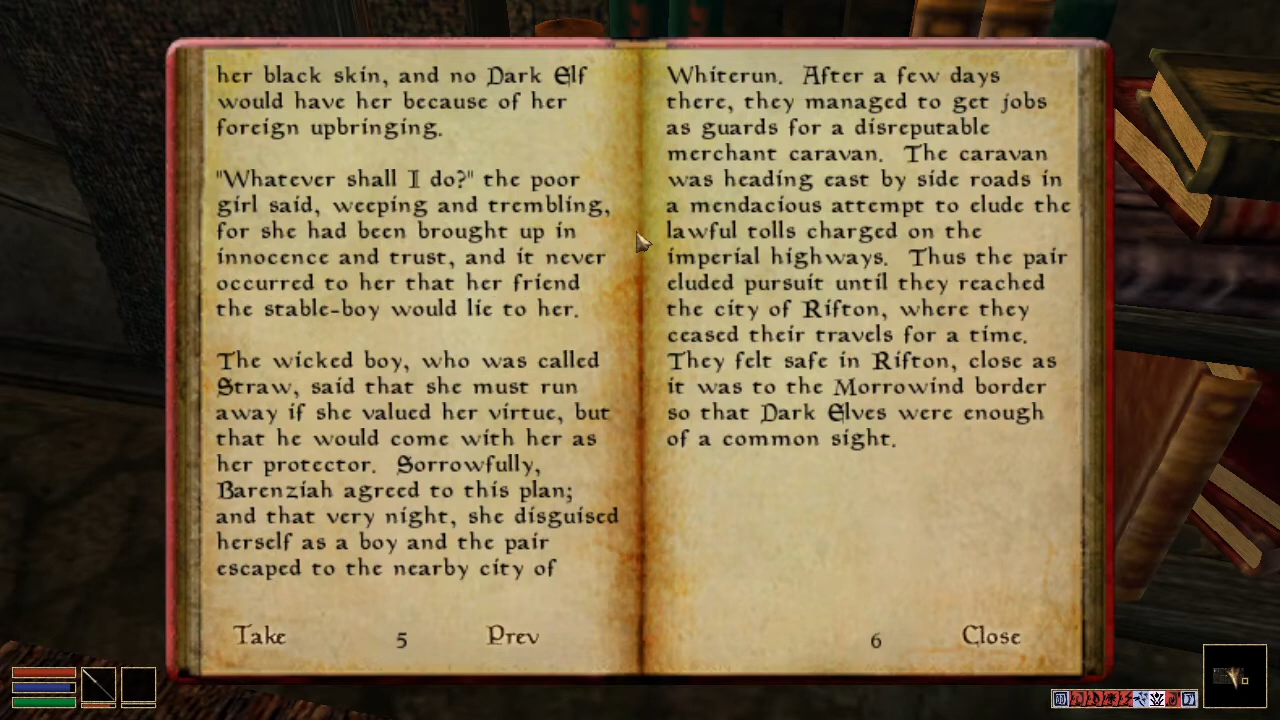 her black skin, and no Dark Elf
would have her because of her
foreign upbringing.
"Whatever shall I do?" the poor
girl said, weeping and trembling,
for she had been brought up in
innocence and trust, and it never
occurred to her that her friend
the stable-boy would lie to her.
The wicked boy, who was called
Straw, said that she must run
away if she valued her virtue, but
that he would come with her as
her protector. Sorrowfully,
Barenziah agreed to this plan;
and that very night, she disguised
herself as a boy and the pair
escaped to the nearby city of
Take 5 Prev
Whiterun. After a few days
there, they managed to get jobs
as guards for a disreputable
merchant caravan. The caravan
was heading east by side roads in
a mendacious attempt to elude the
lawful tolls charged on the
imperial highways. Thus the pair
eluded pursuit until they reached
the city of Rifton, where they
ceased their travels for a time.
They felt safe in Rifton, close as
it was to the Morrowind border
so that Dark Elves were enough
of a common sight.
6 Close